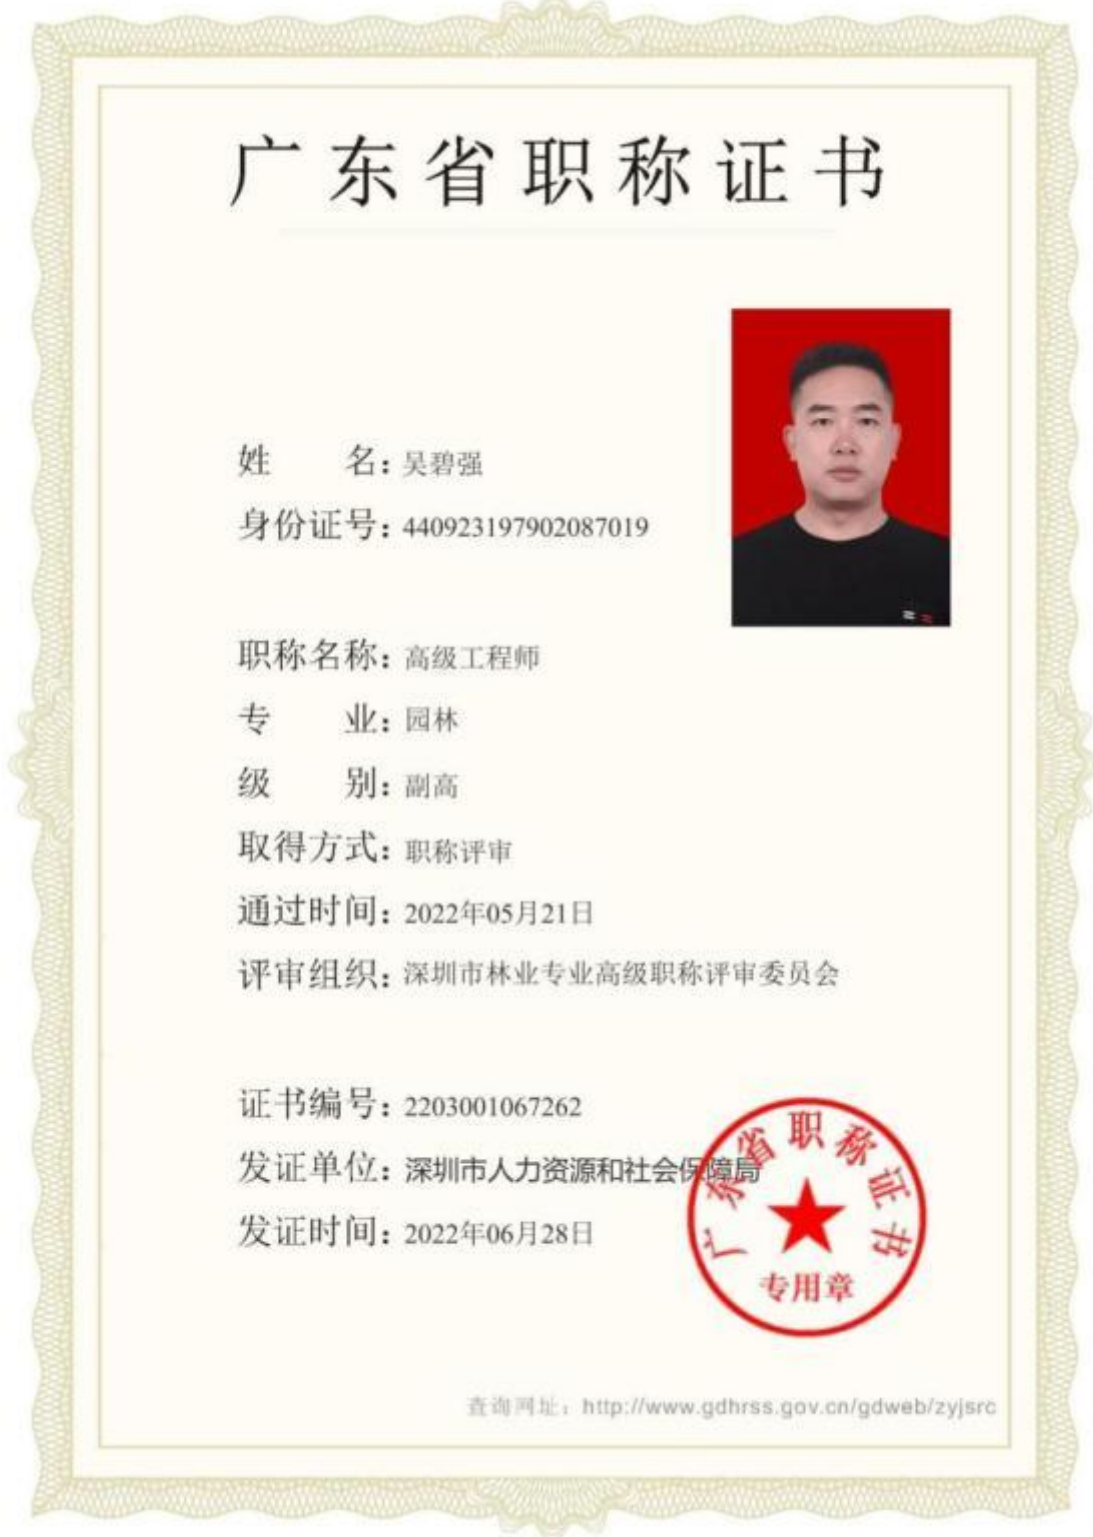 广东省职称证书
姓 名：吴碧强
身份证号：440923197902087019
职称名称：高级工程师
专 业：园林
级 别：副高
取得方式：职称评审
通过时间：2022年05月21日
评审组织：深圳市林业专业高级职称评审委员会
证书编号：2203001067262
发证单位：深圳市人力资源和社会保障局
发证时间：2022年06月28日
广东省职称证书
专用章
查询网址：http://www.gdhrss.gov.cn/gdweb/zyjsrc